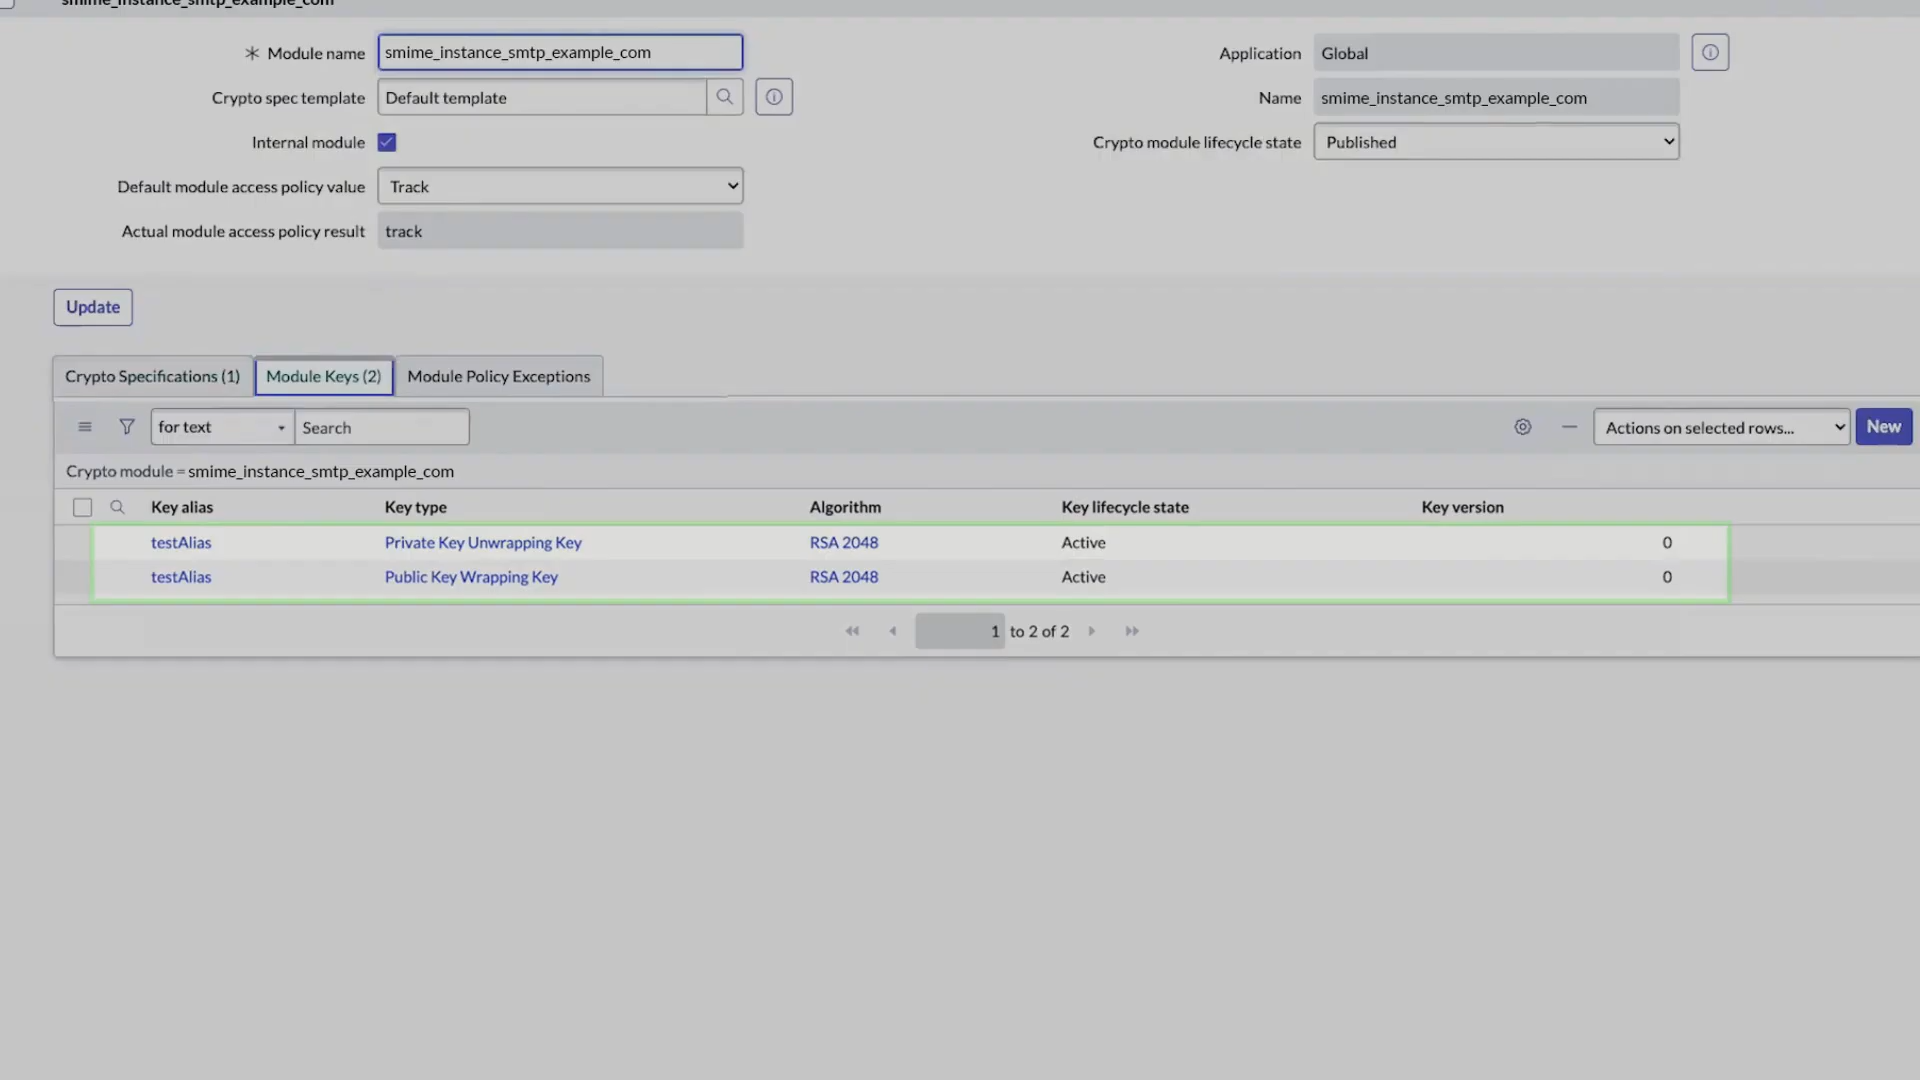 smime_instance_smtp_example_com
Module name smime_instance_smtp_example_com Application Global
Crypto spec template Default template Name smime_instance_smtp_example_com
Internal module Crypto module lifecycle state Published
Default module access policy value Track
Actual module access policy result track
Update
Crypto Specifications (1) Module Keys (2) Module Policy Exceptions
for text Search Actions on selected rows... New
Crypto module = smime_instance_smtp_example_com
Key alias Key type Algorithm Key lifecycle state Key version
testAlias Private Key Unwrapping Key RSA 2048 Active 0
testAlias Public Key Wrapping Key RSA 2048 Active 0
1 to 2 of 2